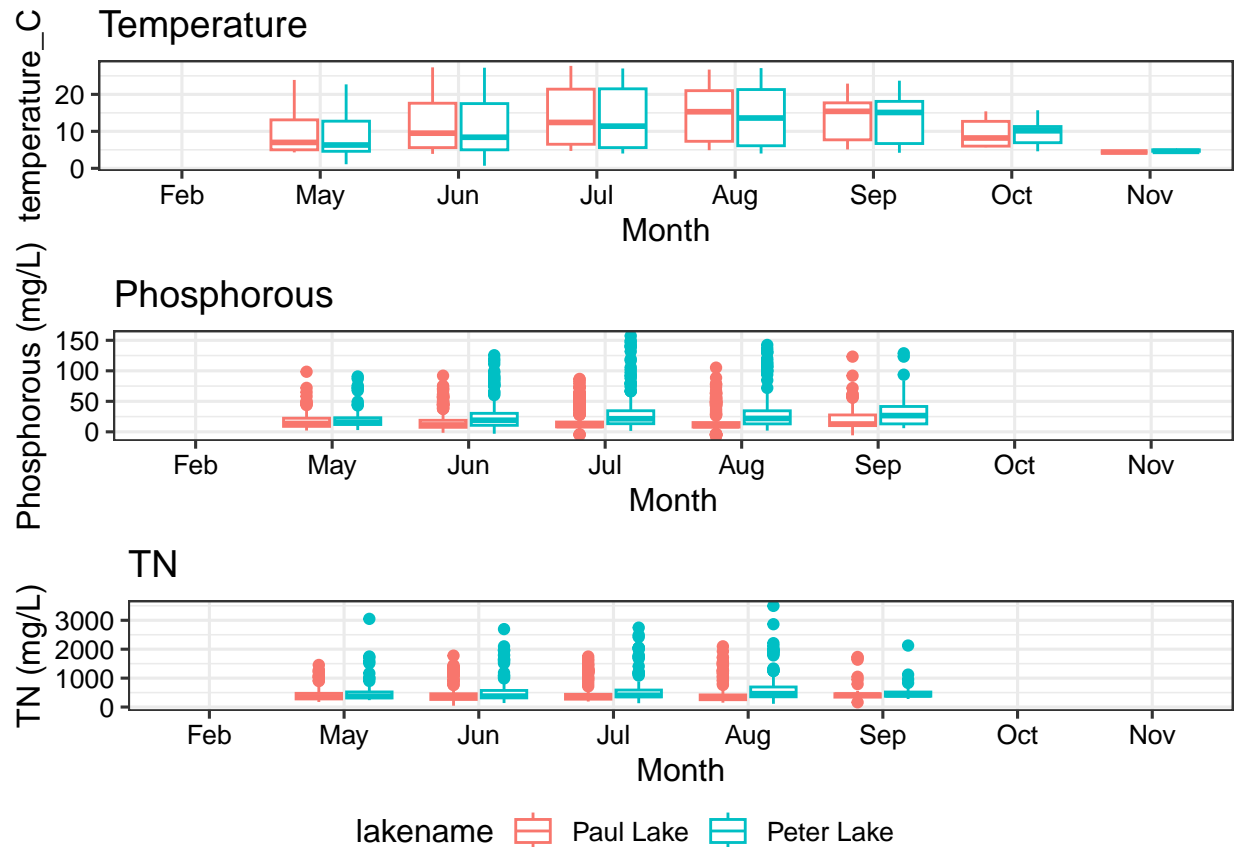 Temperature
temperature_C
20
10
0
Feb May Jun Jul Aug Sep Oct Nov
Month
Phosphorous
Phosphorous (mg/L)
150
100
50
0
Feb May Jun Jul Aug Sep Oct Nov
Month
TN
TN (mg/L)
3000
2000
1000
0
Feb May Jun Jul Aug Sep Oct Nov
Month
lakename Paul Lake Peter Lake